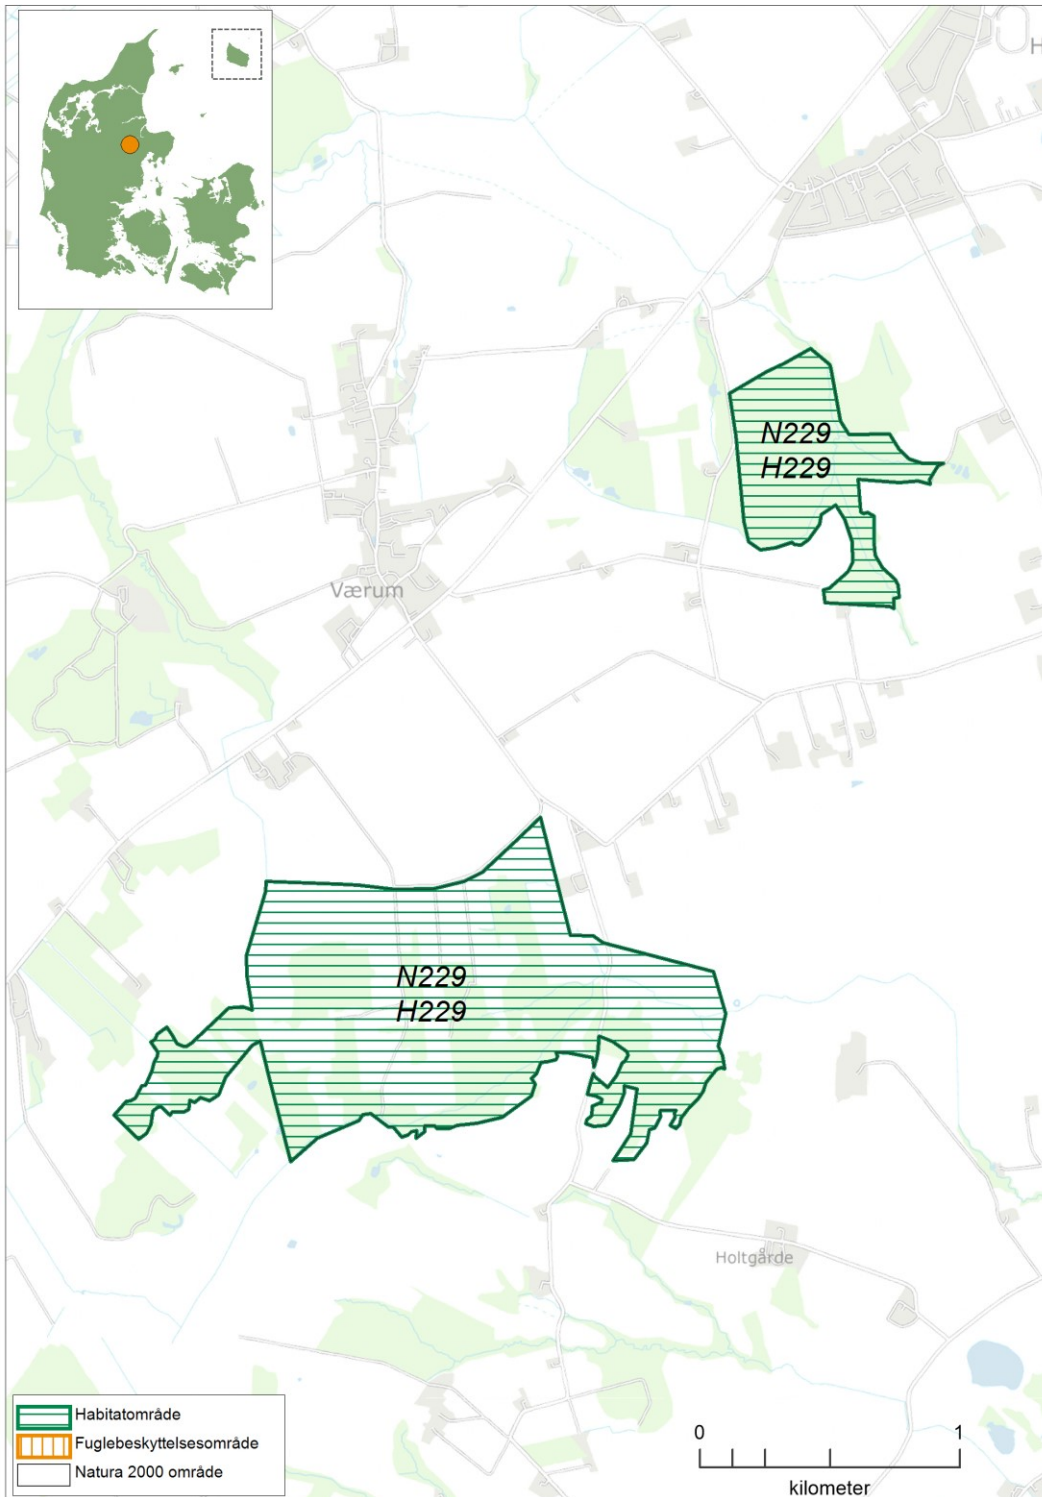 H
N229
H229
Værum
N229
H229
Holtgårde
Habitatområde
Fuglebeskyttelsesområde
Natura 2000 område
0 1
kilometer